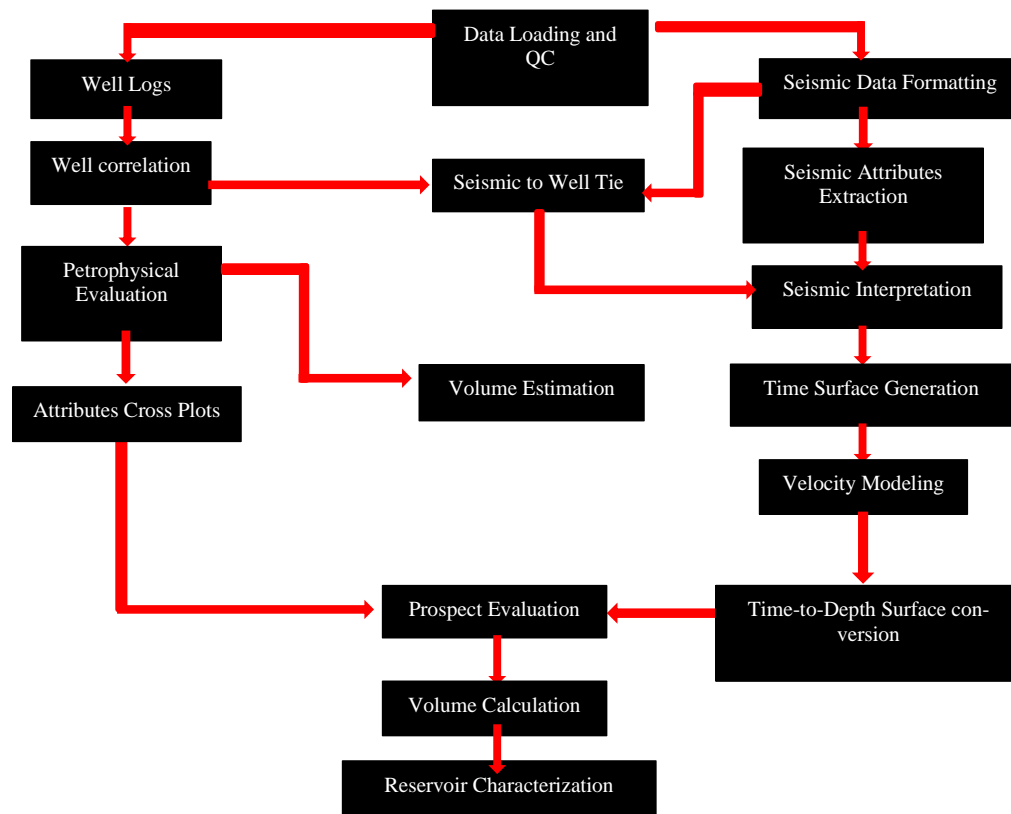 Data Loading and
QC
Well Logs
Seismic Data Formatting
Well correlation
Seismic to Well Tie
Seismic Attributes
Extraction
Petrophysical
Evaluation
Seismic Interpretation
Volume Estimation
Time Surface Generation
Attributes Cross Plots
Velocity Modeling
Prospect Evaluation
Time-to-Depth Surface con-
version
Volume Calculation
Reservoir Characterization